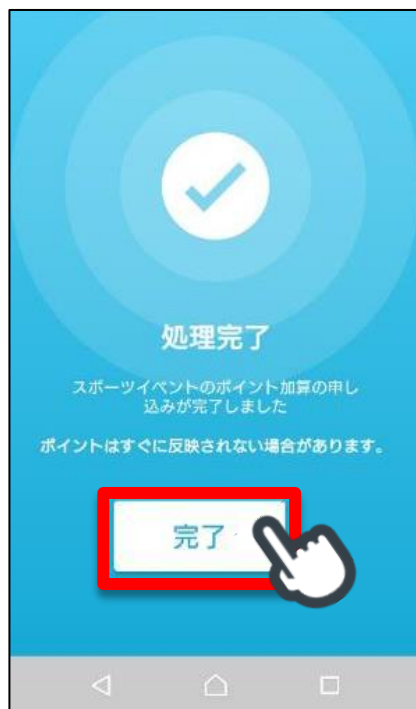 処理完了
スポーツイベントのポイント加算の申し
込みが完了しました
ポイントはすぐに反映されない場合があります。
完了